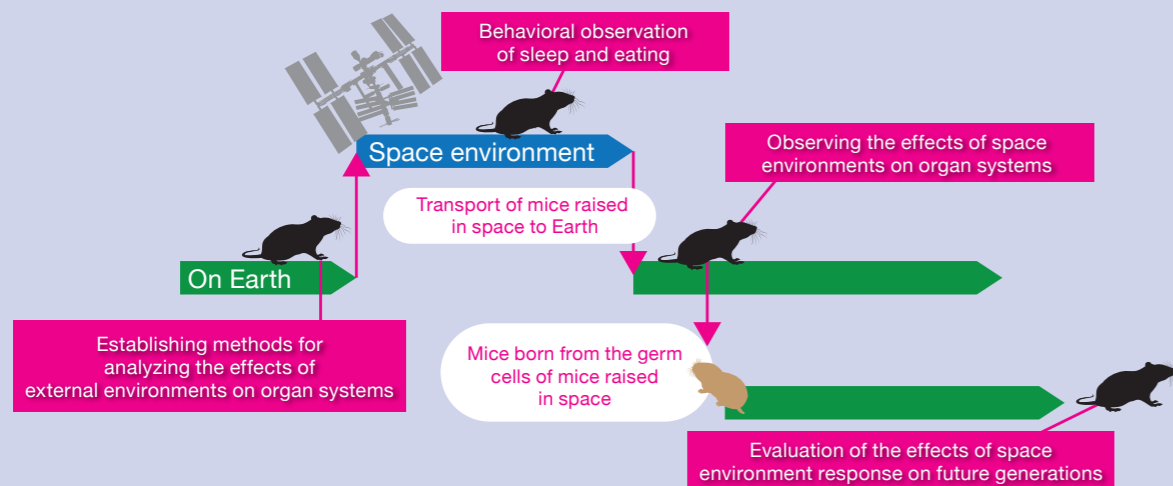 Behavioral observation
of sleep and eating
Space environment
Observing the effects of space
environments on organ systems
Transport of mice raised
in space to Earth
On Earth
Establishing methods for
analyzing the effects of
external environments on organ systems
Mice born from the germ
cells of mice raised
in space
Evaluation of the effects of space
environment response on future generations